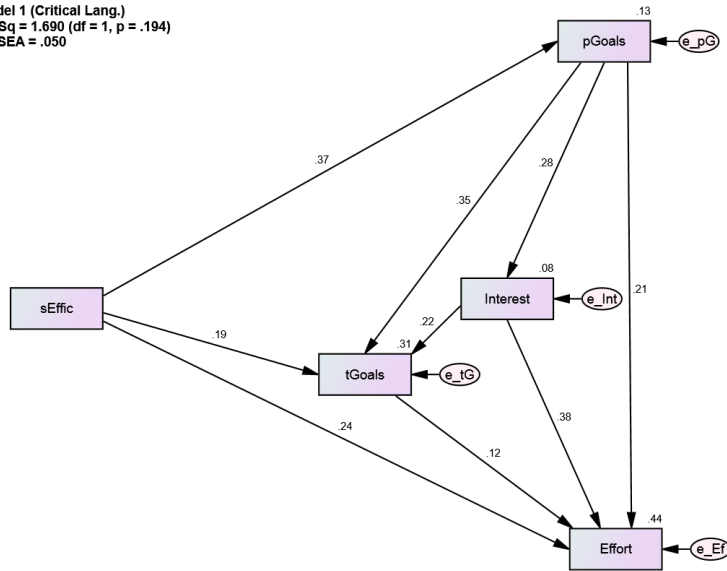 del 1 (Critical Lang.)
Sq = 1.690 (df = 1, p = .194)
SEA = .050
.13
pGoals
e_pG
.37
.28
.35
.08
sEffic
Interest
e_Int
.21
.22
.19
.31
tGoals
e_tG
.38
.24
.12
.44
Effort
e_Ef